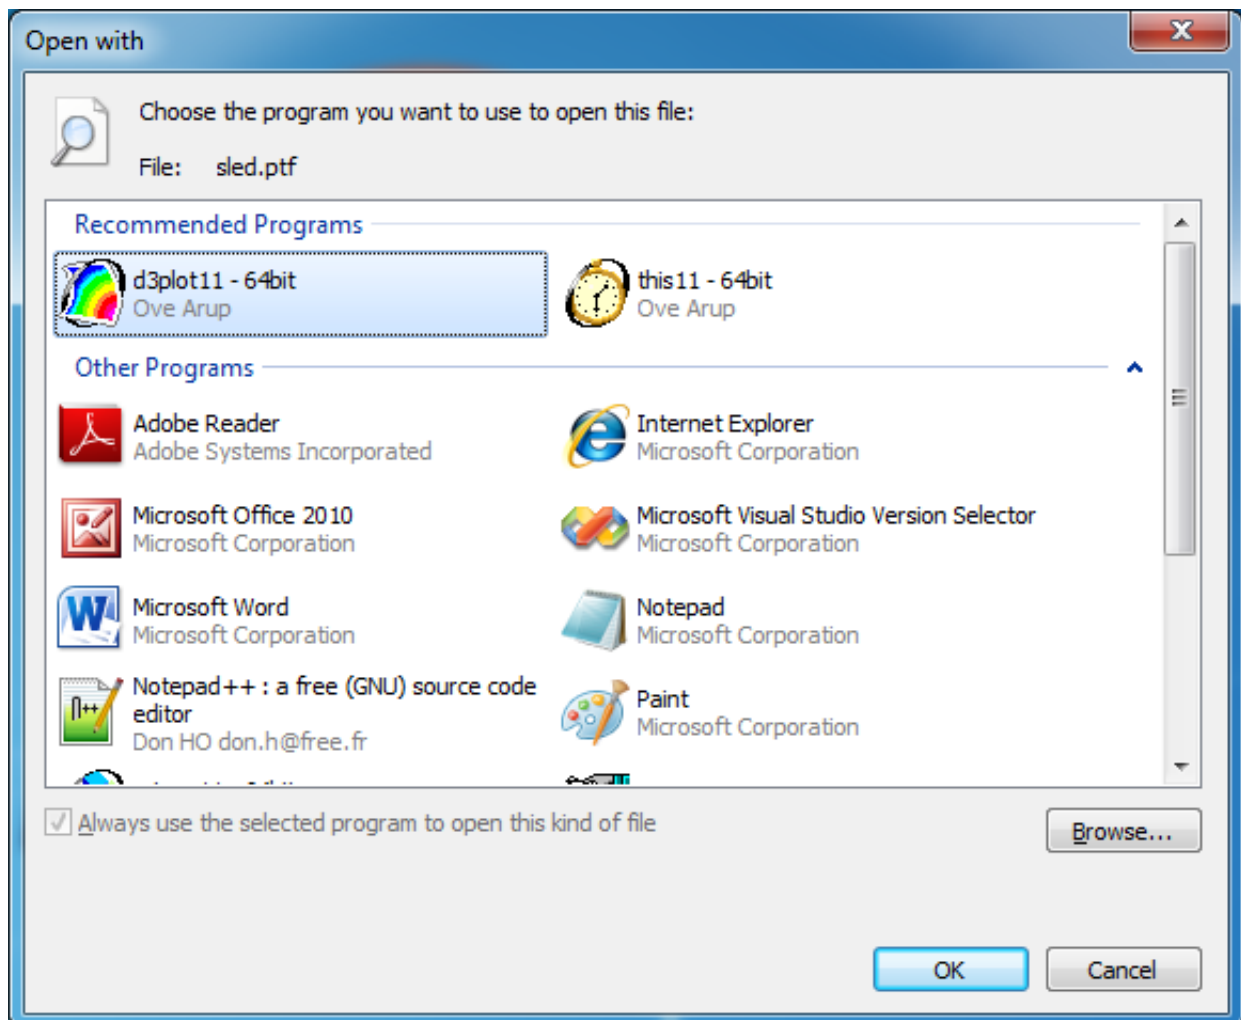 Open with
Choose the program you want to use to open this file:
File: sled.ptf
Recommended Programs
d3plot11 - 64bit
Ove Arup
this11 - 64bit
Ove Arup
Other Programs
Adobe Reader
Adobe Systems Incorporated
Internet Explorer
Microsoft Corporation
Microsoft Office 2010
Microsoft Corporation
Microsoft Visual Studio Version Selector
Microsoft Corporation
Microsoft Word
Microsoft Corporation
Notepad
Microsoft Corporation
Notepad++ : a free (GNU) source code
editor
Don HO don.h@free.fr
Paint
Microsoft Corporation
Always use the selected program to open this kind of file
Browse...
OK
Cancel